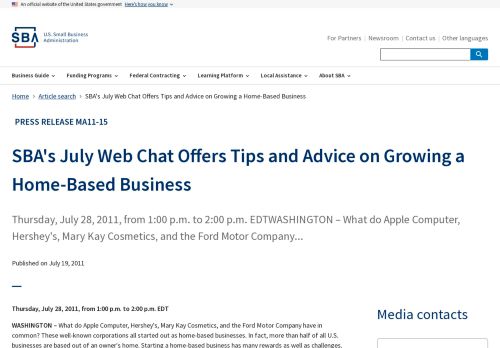 An official website of the United States government Here's how you know
SBA U.S. Small Business
Administration
For Partners Newsroom Contact us Other languages
Business Guide Funding Programs Federal Contracting Learning Platform Local Assistance About SBA
Home Article search SBA's July Web Chat Offers Tips and Advice on Growing a Home-Based Business
PRESS RELEASE MA11-15
SBA's July Web Chat Offers Tips and Advice on Growing a
Home-Based Business
Thursday, July 28, 2011, from 1:00 p.m. to 2:00 p.m. EDTWASHINGTON – What do Apple Computer,
Hershey's, Mary Kay Cosmetics, and the Ford Motor Company...
Published on July 19, 2011
Thursday, July 28, 2011, from 1:00 p.m. to 2:00 p.m. EDT
Media contacts
WASHINGTON – What do Apple Computer, Hershey's, Mary Kay Cosmetics, and the Ford Motor Company have in
common? These well-known corporations all started out as home-based businesses. In fact, more than half of all U.S.
businesses are based out of an owner's home. Starting a home-based business has many rewards as well as challenges.